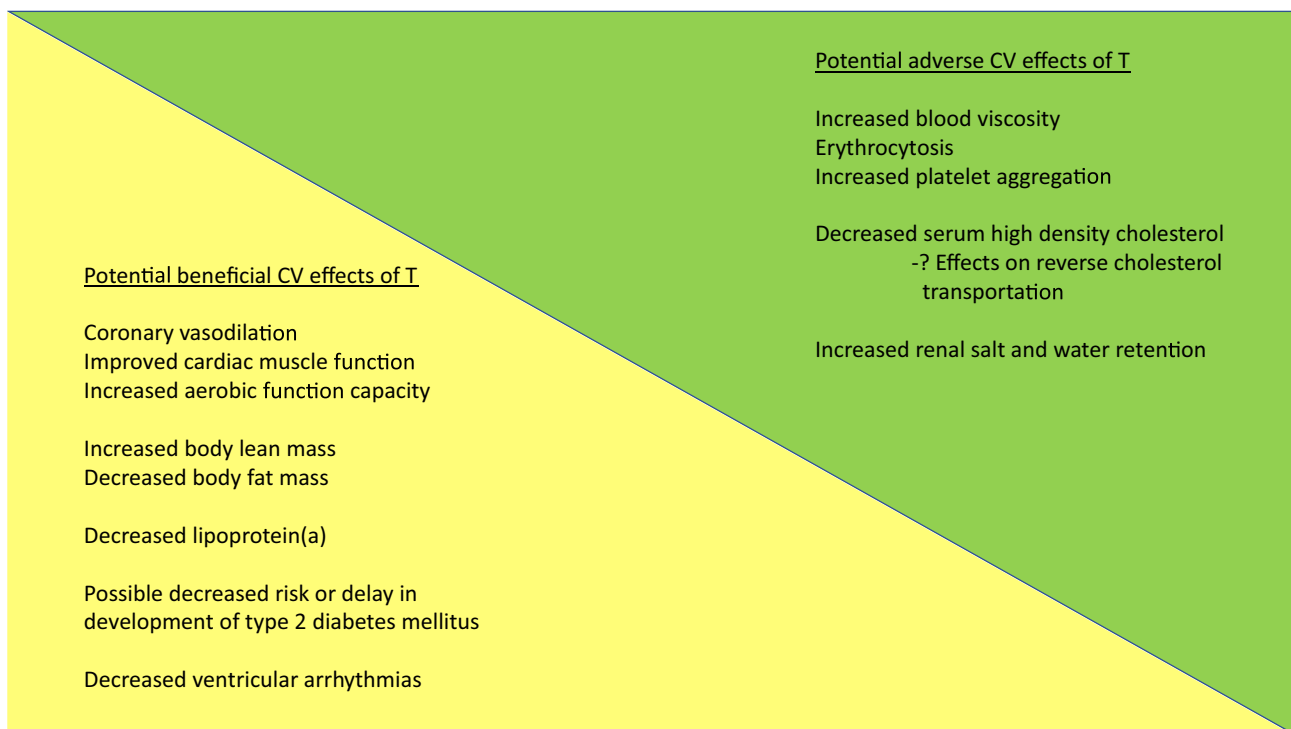 Potential adverse CV effects of T
Increased blood viscosity
Erythrocytosis
Increased platelet aggregation
Decreased serum high density cholesterol
-? Effects on reverse cholesterol
transportation
Increased renal salt and water retention
Potential beneficial CV effects of T
Coronary vasodilation
Improved cardiac muscle function
Increased aerobic function capacity
Increased body lean mass
Decreased body fat mass
Decreased lipoprotein(a)
Possible decreased risk or delay in
development of type 2 diabetes mellitus
Decreased ventricular arrhythmias